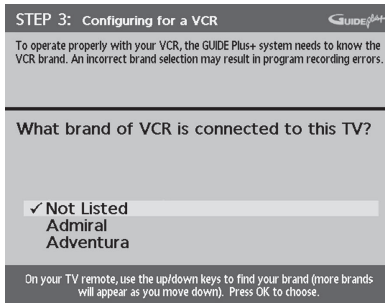 STEP 3: Configuring for a VCR
GUIDE Plus+
To operate properly with your VCR, the GUIDE Plus+ system needs to know the
VCR brand. An incorrect brand selection may result in program recording errors.
What brand of VCR is connected to this TV?
✓ Not Listed
Admiral
Adventura
On your TV remote, use the up/down keys to find your brand (more brands
will appear as you move down). Press OK to choose.